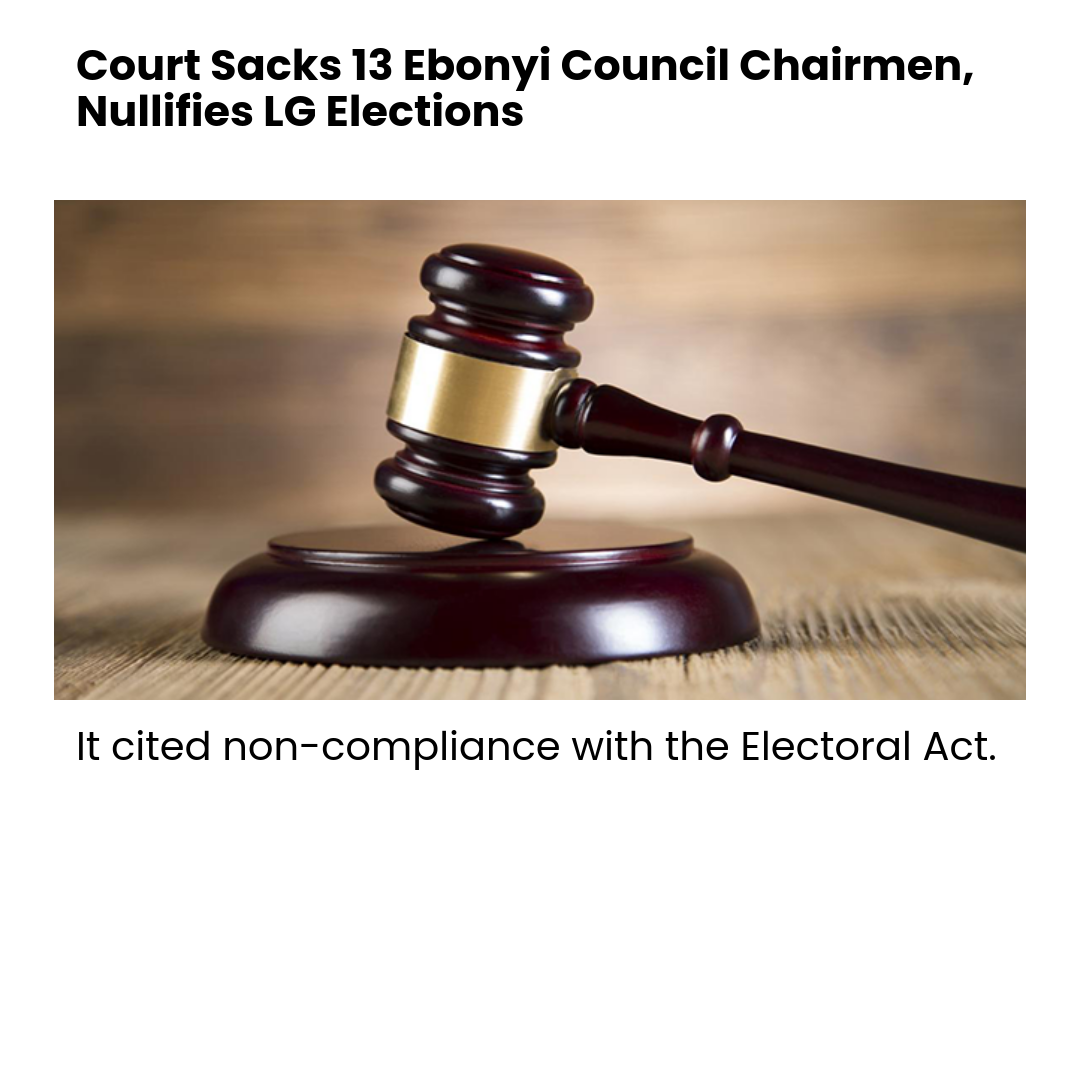 Court Sacks 13 Ebonyi Council Chairmen,
Nullifies LG Elections
It cited non-compliance with the Electoral Act.